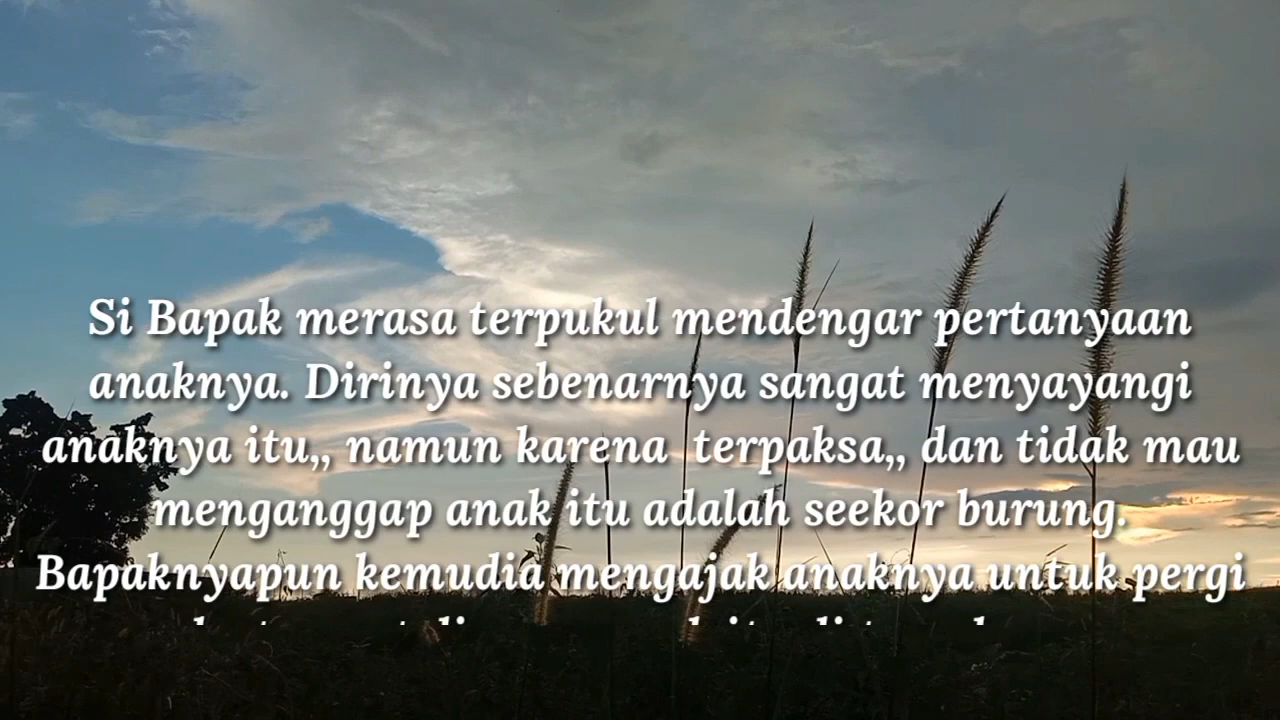 Si Bapak merasa terpukul mendengar pertanyaan
anaknya. Dirinya sebenarnya sangat menyayangi
anaknya itu,, namun karena terpaksa,, dan tidak mau
menganggap anak itu adalah seekor burung.
Bapaknyapun kemudia mengajak anaknya untuk pergi